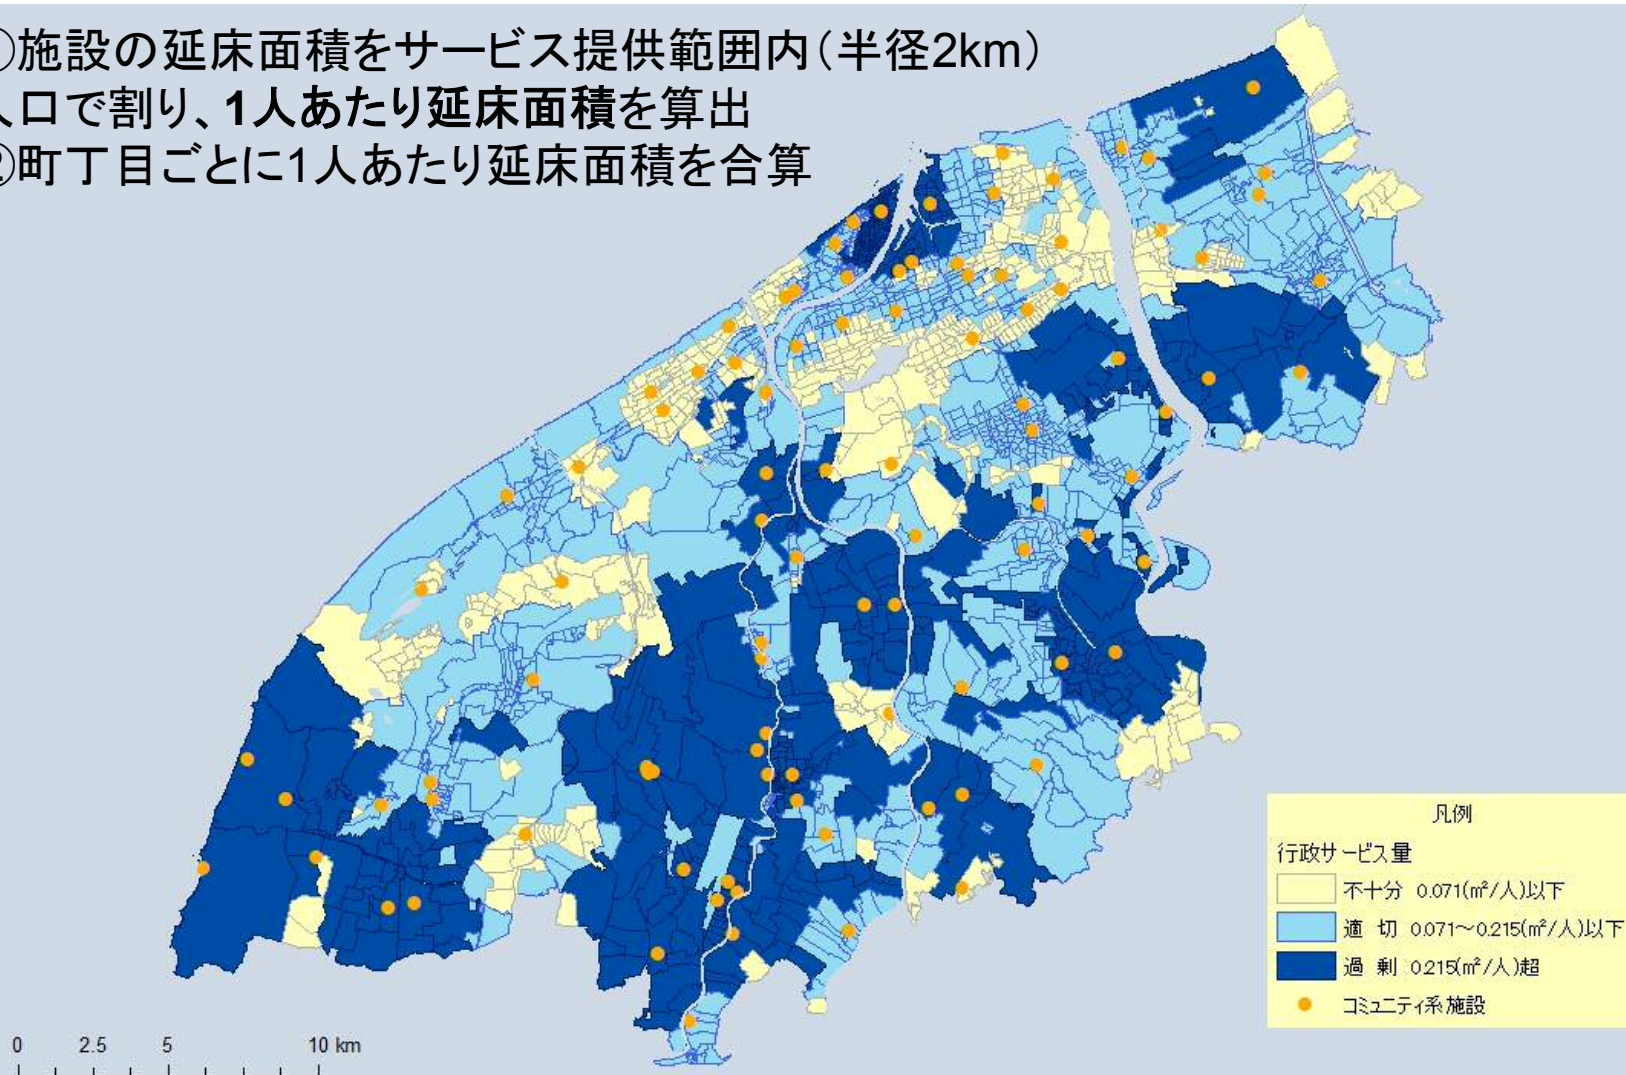 )施設の延床面積をサービス提供範囲内(半径2km)
人口で割り、1人あたり延床面積を算出
②町丁目ごとに1人あたり延床面積を合算
凡例
行政サービス量
不十分 0.071(㎡/人)以下
適 切 0.071～0.215(㎡/人)以下
過 剰 0.215(㎡/人)超
コミュニティ系施設
0 2.5 5 10 km